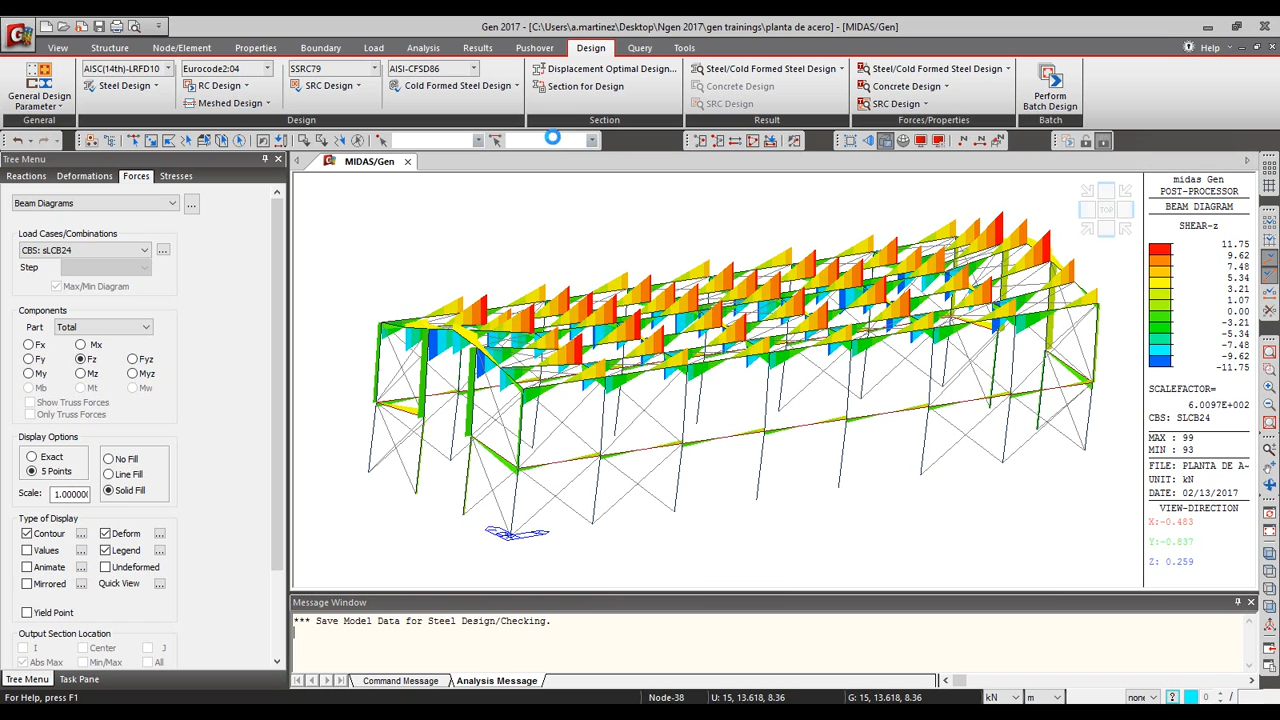 Gen 2017 - [C:\Users\a.martinez\Desktop\Ngen\gen trainings\planta de acero] - [MIDAS/Gen]
View Structure Node/Element Properties Boundary Load Analysis Results Pushover Design Query Tools Help
AISC(14th)-LRFD10 Eurocode2:04 SSRC79 AISI-CFSD86 Displacement Optimal Design... Steel/Cold Formed Steel Design Steel/Cold Formed Steel Design
General Design Parameter Steel Design RC Design SRC Design Cold Formed Steel Design Section for Design Concrete Design Concrete Design Perform Batch Design
Meshed Design SRC Design SRC Design
General Design Section Result Forces/Properties Batch
Tree Menu
MIDAS/Gen
Reactions Deformations Forces Stresses
Beam Diagrams ...
Load Cases/Combinations
CBS: sLCB24 ...
Step
Max/Min Diagram
Components
Part Total
Fx Mx
Fy Fz Fyz
My Mz Myz
Mb Mt Mw
Show Truss Forces
Only Truss Forces
Display Options
Exact
5 Points
No Fill
Line Fill
Solid Fill
Scale: 1.000000
Type of Display
Contour ... Deform ...
Values ... Legend ...
Animate ... Undeformed
Mirrored ... Quick View ...
Yield Point
Output Section Location
I Center J
Abs Max Min/Max All
Tree Menu Task Pane
TOP
midas Gen
POST-PROCESSOR
BEAM DIAGRAM
SHEAR-z
11.75
9.62
7.48
5.34
3.21
1.07
0.00
-3.21
-5.34
-7.48
-9.62
-11.75
SCALEFACTOR=
6.0097E+002
CBS: SLCB24
MAX : 99
MIN : 93
FILE: PLANTA DE A~
UNIT: kN
DATE: 02/13/2017
VIEW-DIRECTION
X:-0.483
Y:-0.837
Z: 0.259
Message Window
*** Save Model Data for Steel Design/Checking.
Command Message Analysis Message
For Help, press F1 Node-38 U: 15, 13.618, 8.36 G: 15, 13.618, 8.36 kN m none ? 0 /